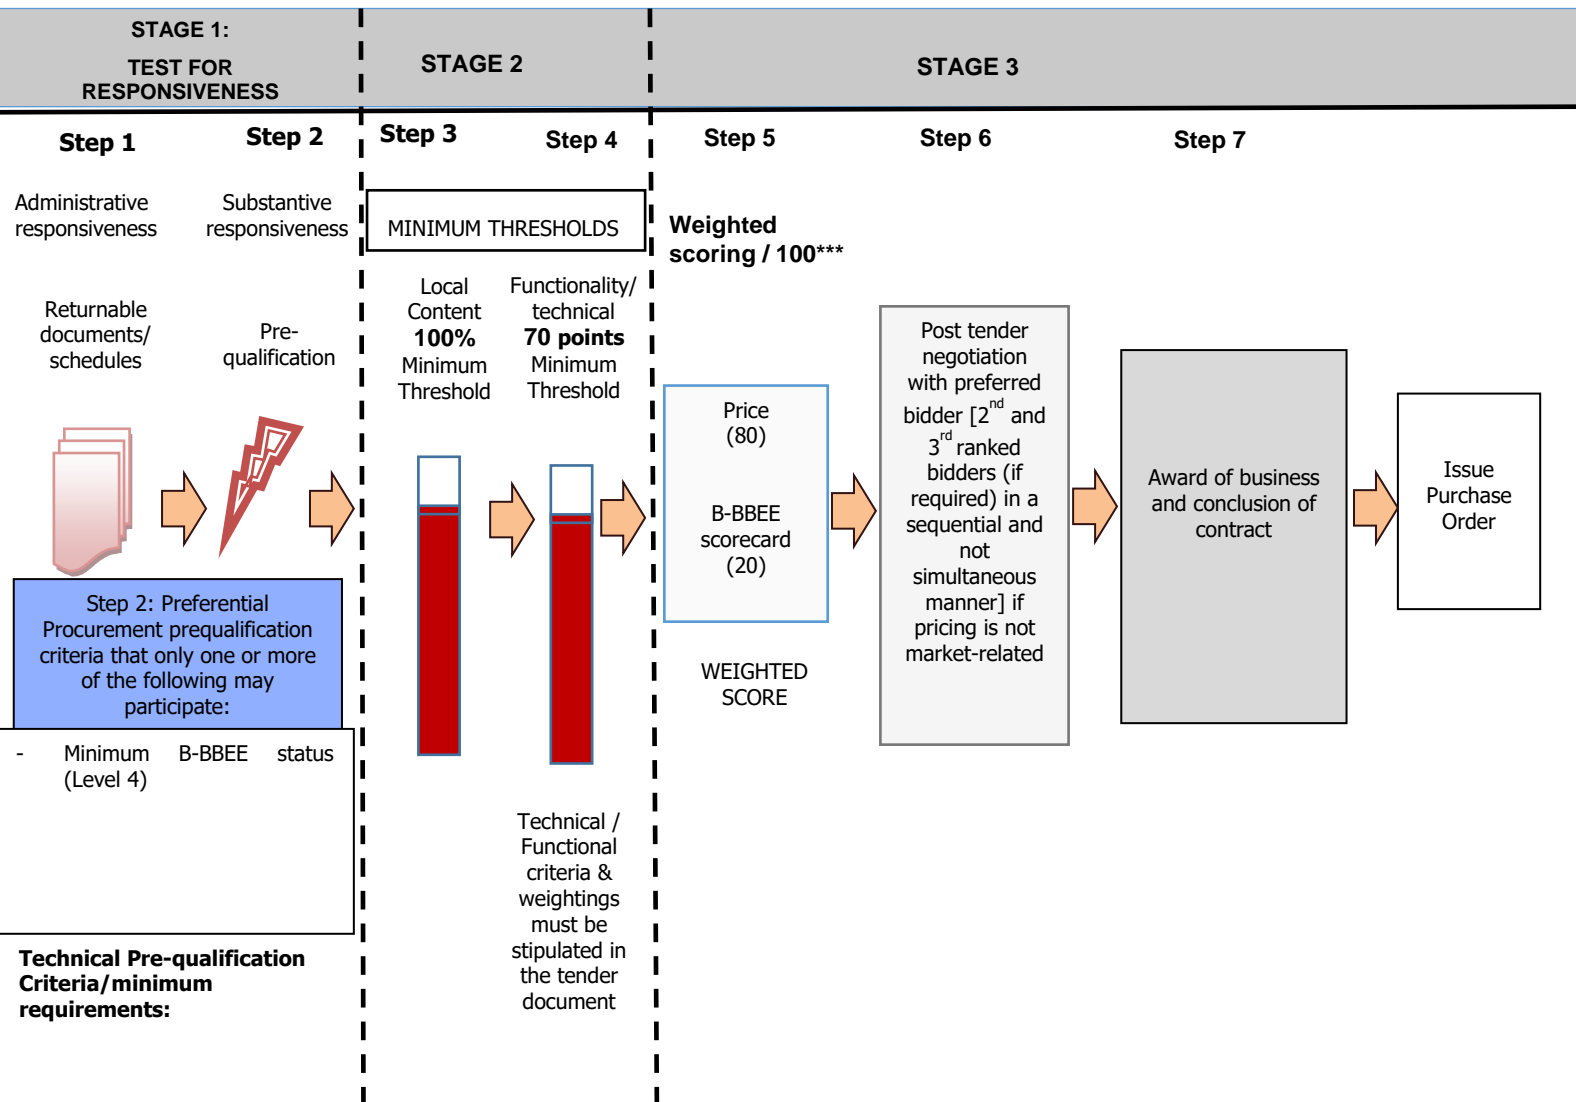 STAGE 1:
TEST FOR
RESPONSIVENESS
STAGE 2
STAGE 3
Step 1
Step 2
Step 3
Step 4
Step 5
Step 6
Step 7
Administrative
responsiveness
Substantive
responsiveness
MINIMUM THRESHOLDS
Weighted
scoring / 100***
Returnable
documents/
schedules
Pre-
qualification
Local
Content
100%
Minimum
Threshold
Functionality/
technical
70 points
Minimum
Threshold
Price
(80)
B-BBEE
scorecard
(20)
WEIGHTED
SCORE
Post tender
negotiation
with preferred
bidder [2nd and
3rd ranked
bidders (if
required) in a
sequential and
not
simultaneous
manner] if
pricing is not
market-related
Award of business
and conclusion of
contract
Issue
Purchase
Order
Step 2: Preferential
Procurement prequalification
criteria that only one or more
of the following may
participate:
- Minimum B-BBEE status
(Level 4)
Technical /
Functional
criteria &
weightings
must be
stipulated in
the tender
document
Technical Pre-qualification
Criteria/minimum
requirements: